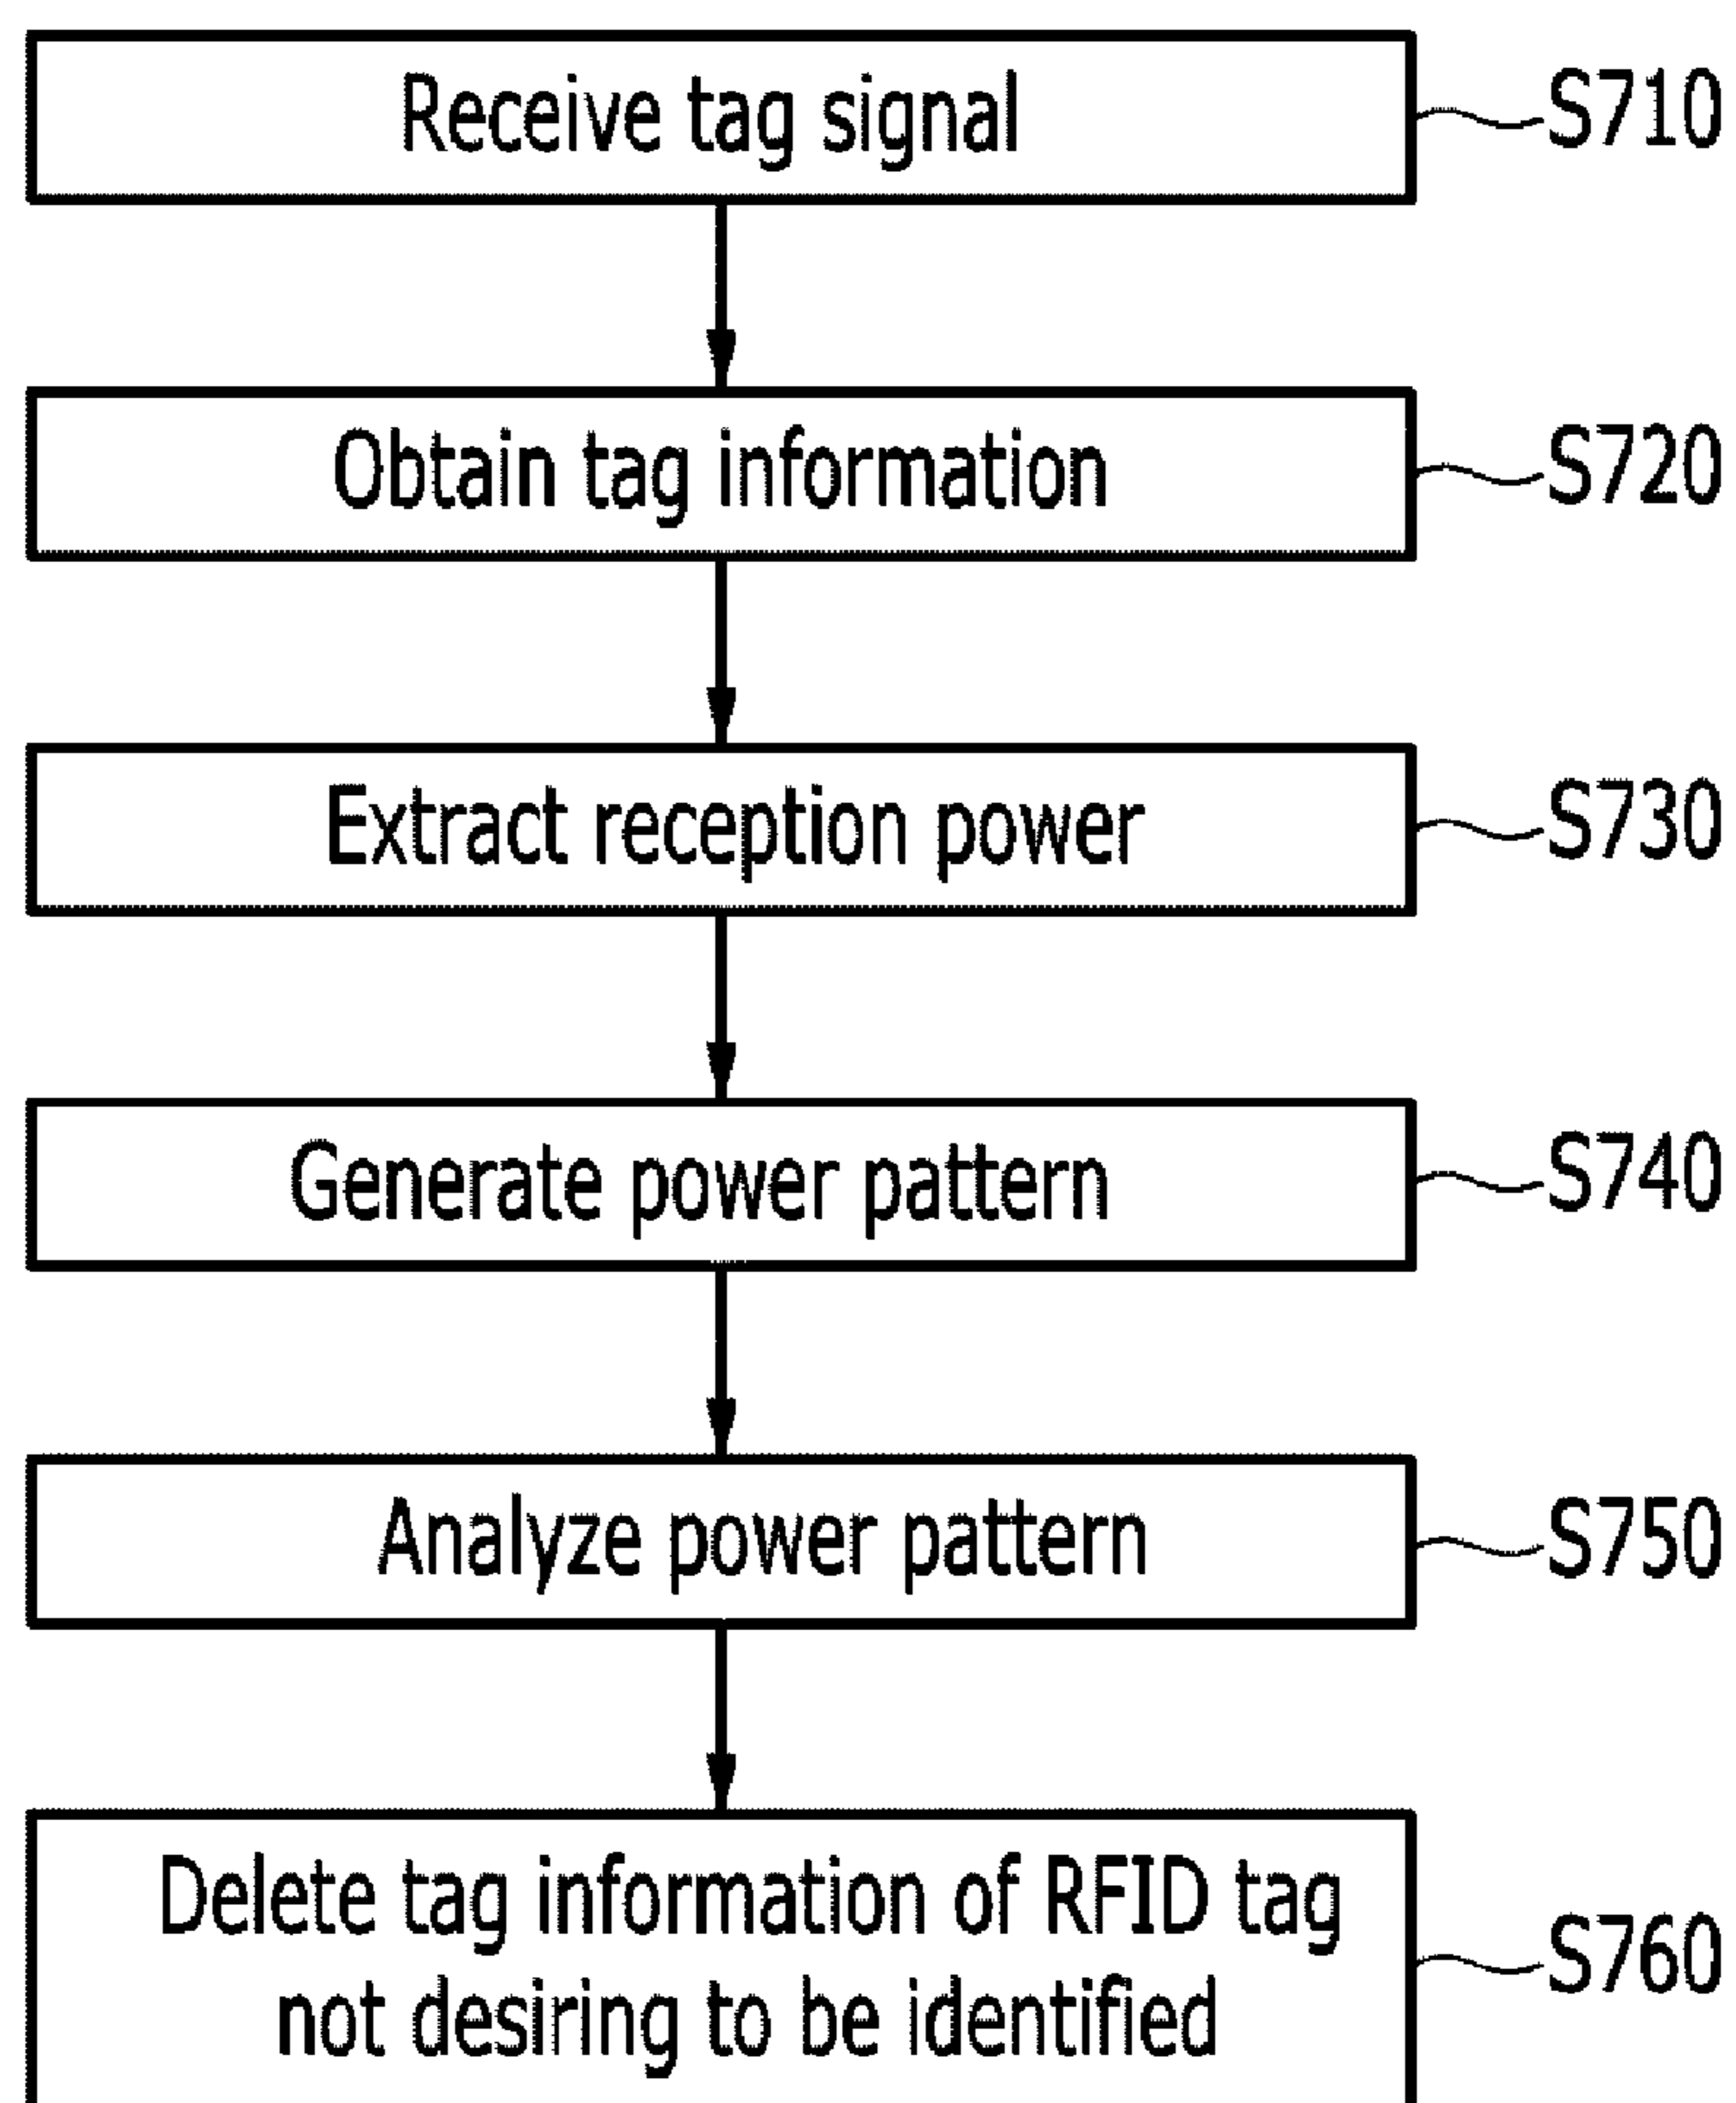 Receive tag signal S710
Obtain tag information S720
Extract reception power S730
Generate power pattern S740
Analyze power pattern S750
Delete tag information of RFID tag
not desiring to be identified
S760